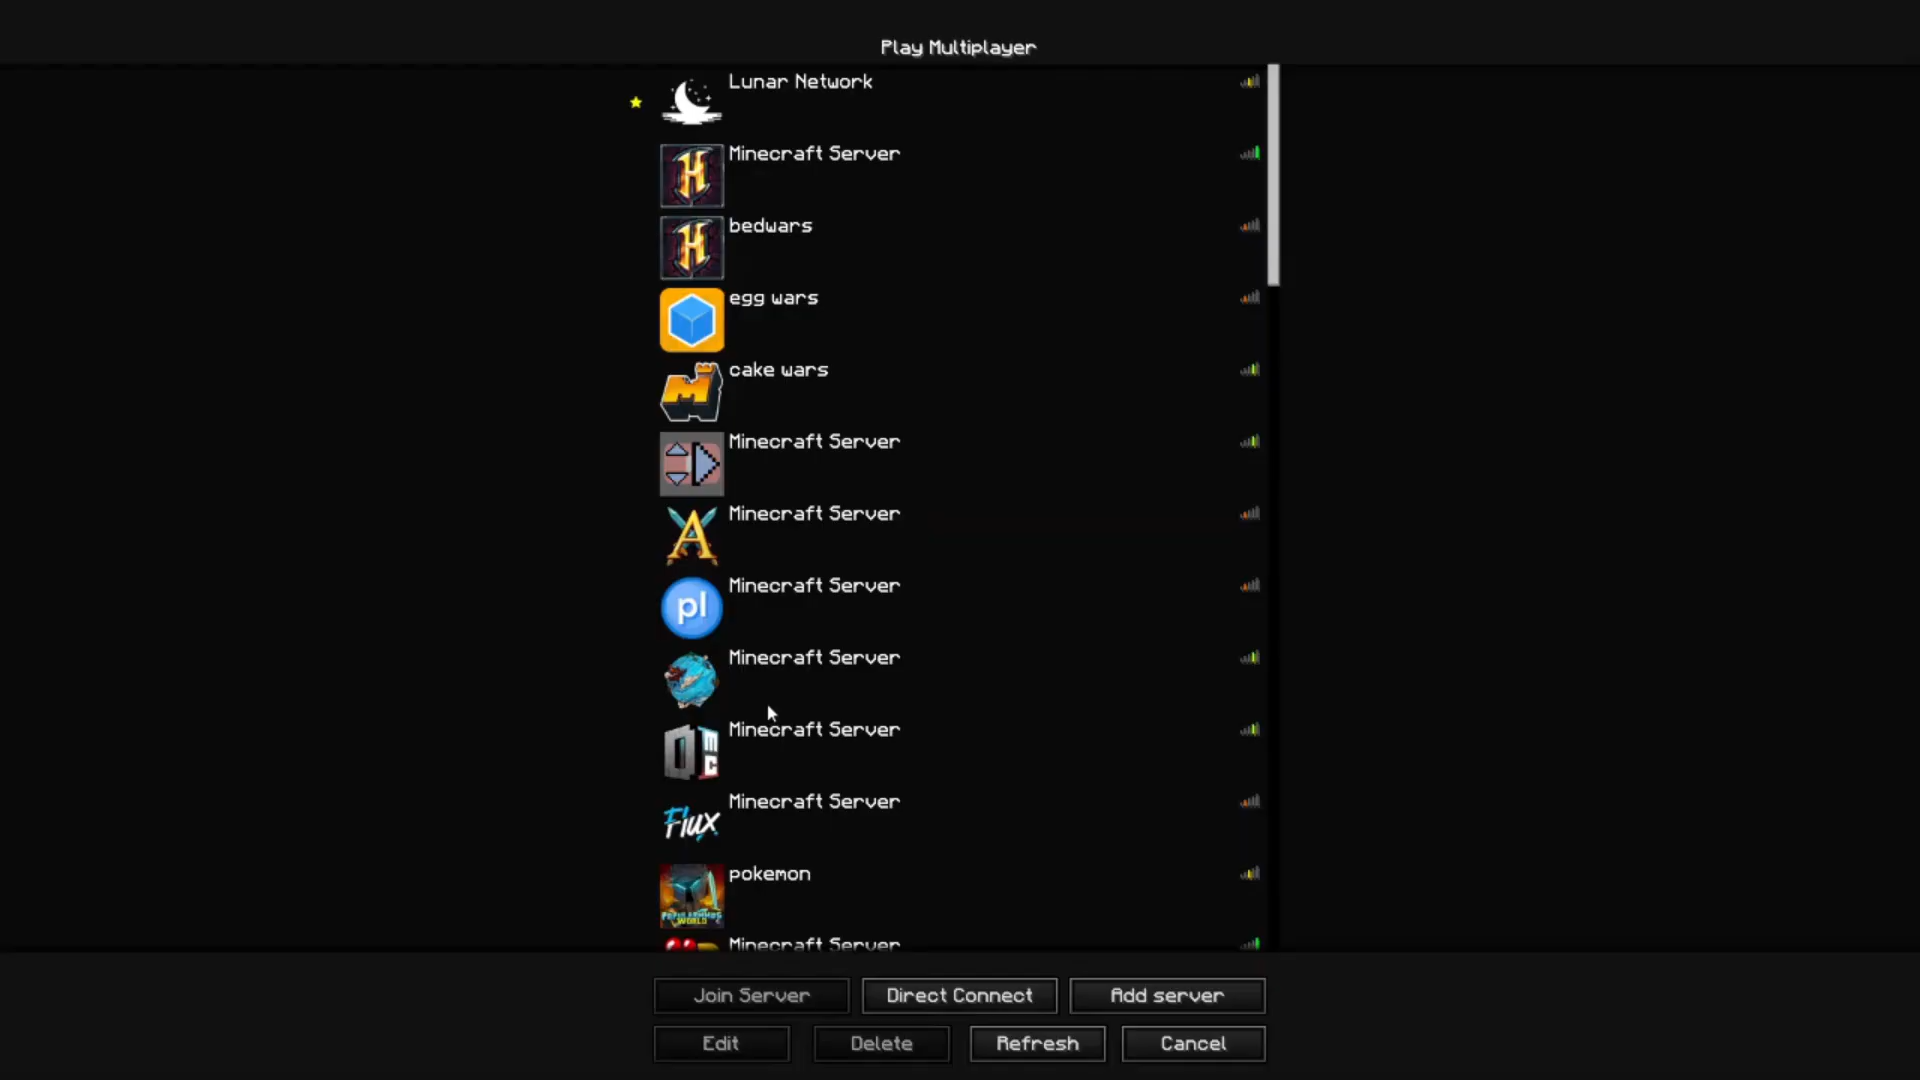 Play Multiplayer
Lunar Network
H
Minecraft Server
H
bedwars
egg wars
M
cake wars
Minecraft Server
A
Minecraft Server
pl
Minecraft Server
Minecraft Server
mc
Minecraft Server
Flux
Minecraft Server
pokemon
WORLD
Minecraft Server
Join Server
Direct Connect
Add server
Edit
Delete
Refresh
Cancel